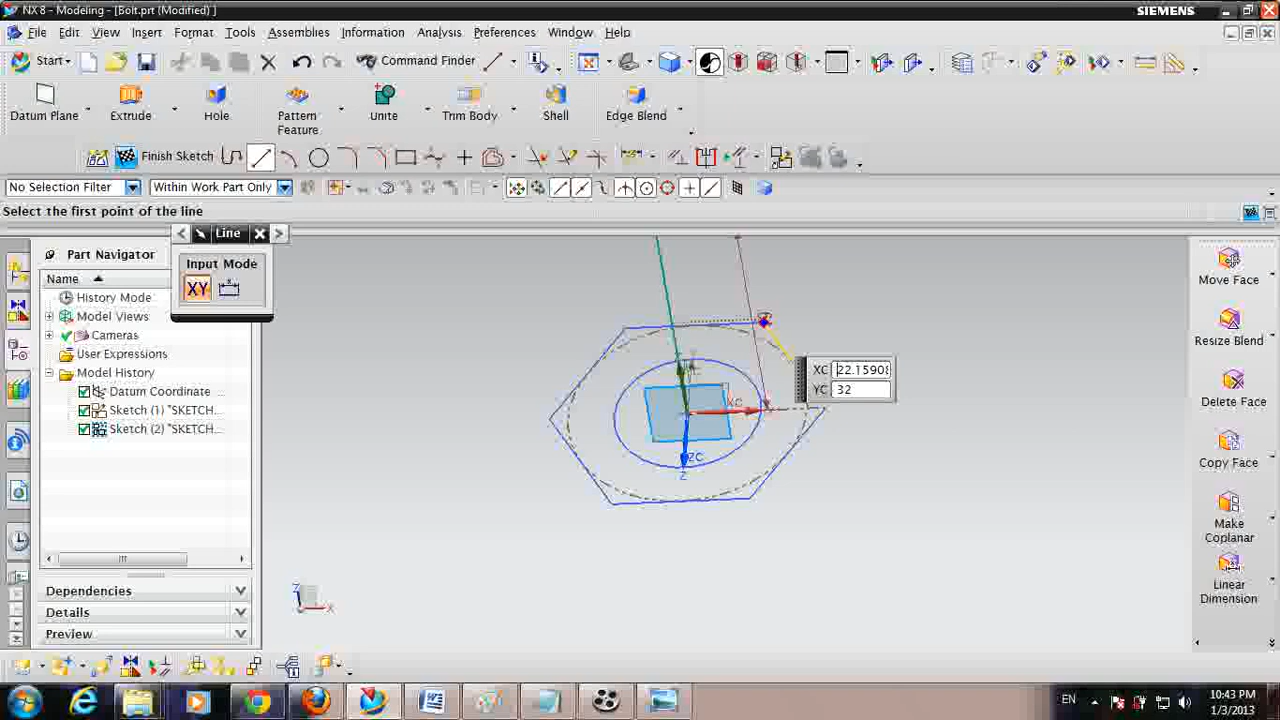 NX 8 - Modeling - [Bolt.prt (Modified) ]
SIEMENS
File Edit View Insert Format Tools Assemblies Information Analysis Preferences Window Help
Start
Command Finder
Datum Plane
Extrude
Hole
Pattern Feature
Unite
Trim Body
Shell
Edge Blend
Finish Sketch
No Selection Filter
Within Work Part Only
Select the first point of the line
Line
Input Mode
XY
Part Navigator
Name
History Mode
Model Views
Cameras
User Expressions
Model History
Datum Coordinate ...
Sketch (1) "SKETCH...
Sketch (2) "SKETCH...
Dependencies
Details
Preview
XC 22.1590
YC 32
XC
ZC
Z
Z
X
Move Face
Resize Blend
Delete Face
Copy Face
Make Coplanar
Linear Dimension
EN
10:43 PM
1/3/2013